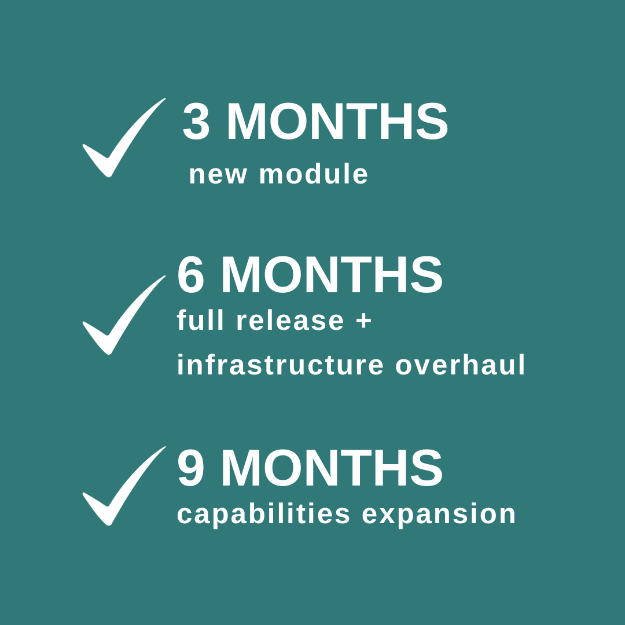 3 MONTHS
new module
6 MONTHS
full release +
infrastructure overhaul
9 MONTHS
capabilities expansion